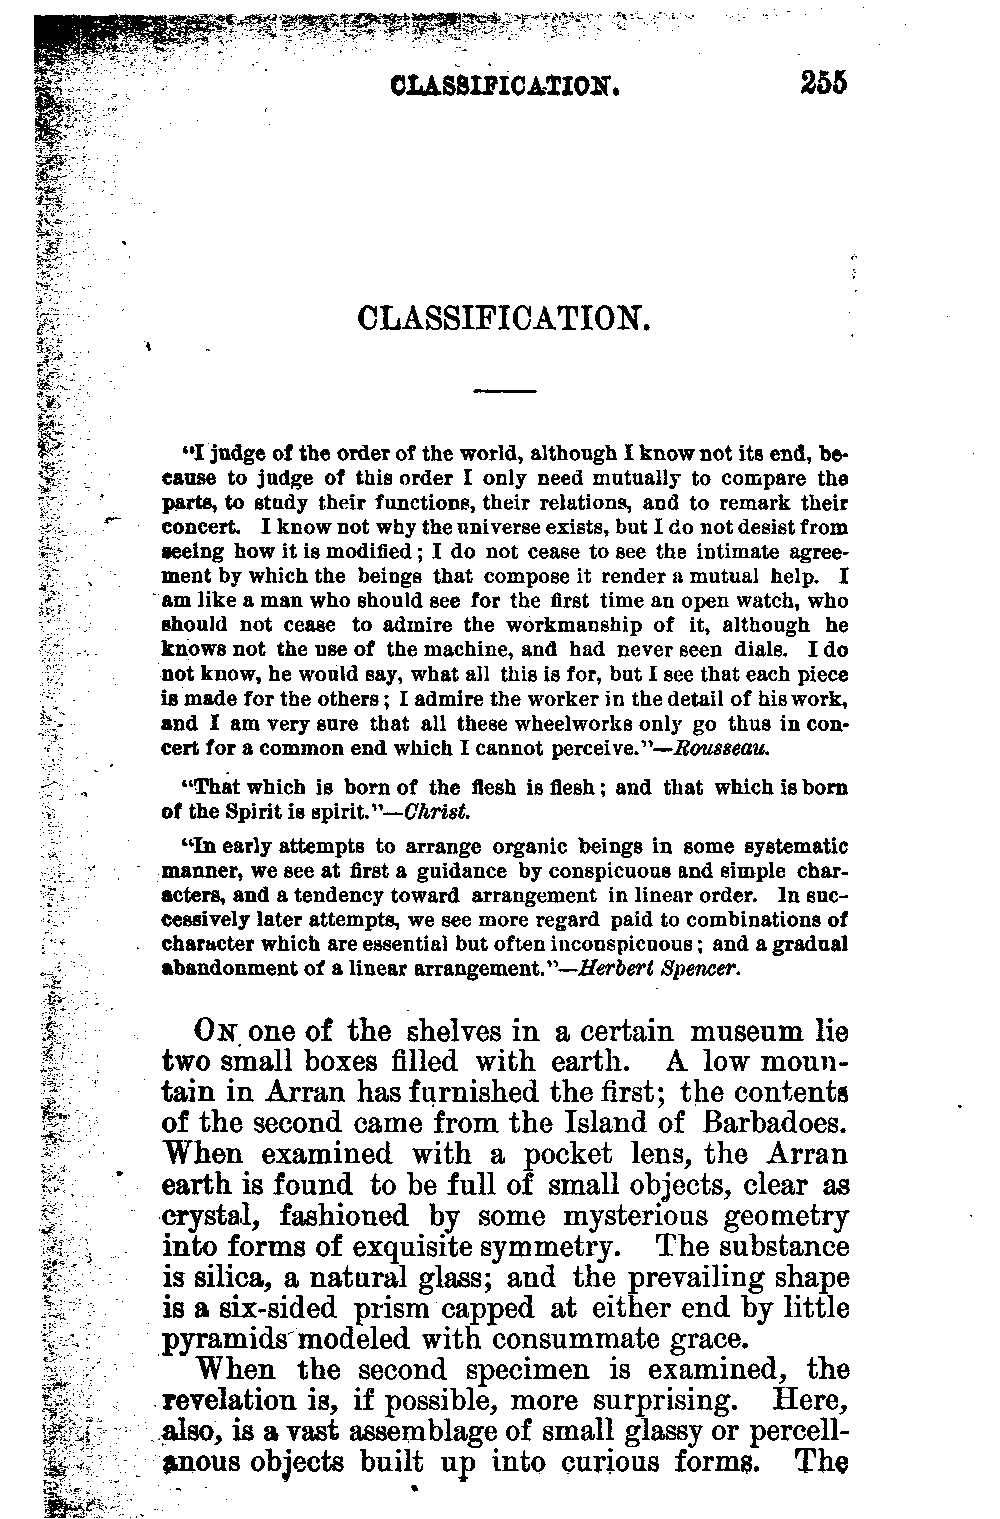 CLASSIFICATION. 255
CLASSIFICATION.
"I judge of the order of the world, although I know not its end, be-
cause to judge of this order I only need mutually to compare the
parts, to study their functions, their relations, and to remark their
concert. I know not why the universe exists, but I do not desist from
seeing how it is modified; I do not cease to see the intimate agree-
ment by which the beings that compose it render a mutual help. I
am like a man who should see for the first time an open watch, who
should not cease to admire the workmanship of it, although he
knows not the use of the machine, and had never seen dials. I do
not know, he would say, what all this is for, but I see that each piece
is made for the others; I admire the worker in the detail of his work,
and I am very sure that all these wheelworks only go thus in con-
cert for a common end which I cannot perceive."—Rousseau.
"That which is born of the flesh is flesh; and that which is born
of the Spirit is spirit."—Christ.
"In early attempts to arrange organic beings in some systematic
manner, we see at first a guidance by conspicuous and simple char-
acters, and a tendency toward arrangement in linear order. In suc-
cessively later attempts, we see more regard paid to combinations of
character which are essential but often inconspicuous; and a gradual
abandonment of a linear arrangement."—Herbert Spencer.
ON one of the shelves in a certain museum lie
two small boxes filled with earth. A low moun-
tain in Arran has furnished the first; the contents
of the second came from the Island of Barbadoes.
When examined with a pocket lens, the Arran
earth is found to be full of small objects, clear as
crystal, fashioned by some mysterious geometry
into forms of exquisite symmetry. The substance
is silica, a natural glass; and the prevailing shape
is a six-sided prism capped at either end by little
pyramids modeled with consummate grace.
When the second specimen is examined, the
revelation is, if possible, more surprising. Here,
also, is a vast assemblage of small glassy or percell-
anous objects built up into curious forms. The